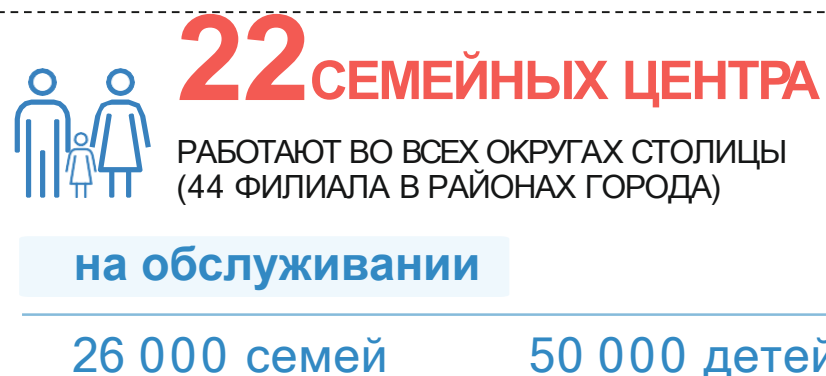 22 СЕМЕЙНЫХ ЦЕНТРА
РАБОТАЮТ ВО ВСЕХ ОКРУГАХ СТОЛИЦЫ
(44 ФИЛИАЛА В РАЙОНАХ ГОРОДА)
на обслуживании
26 000 семей 50 000 детей